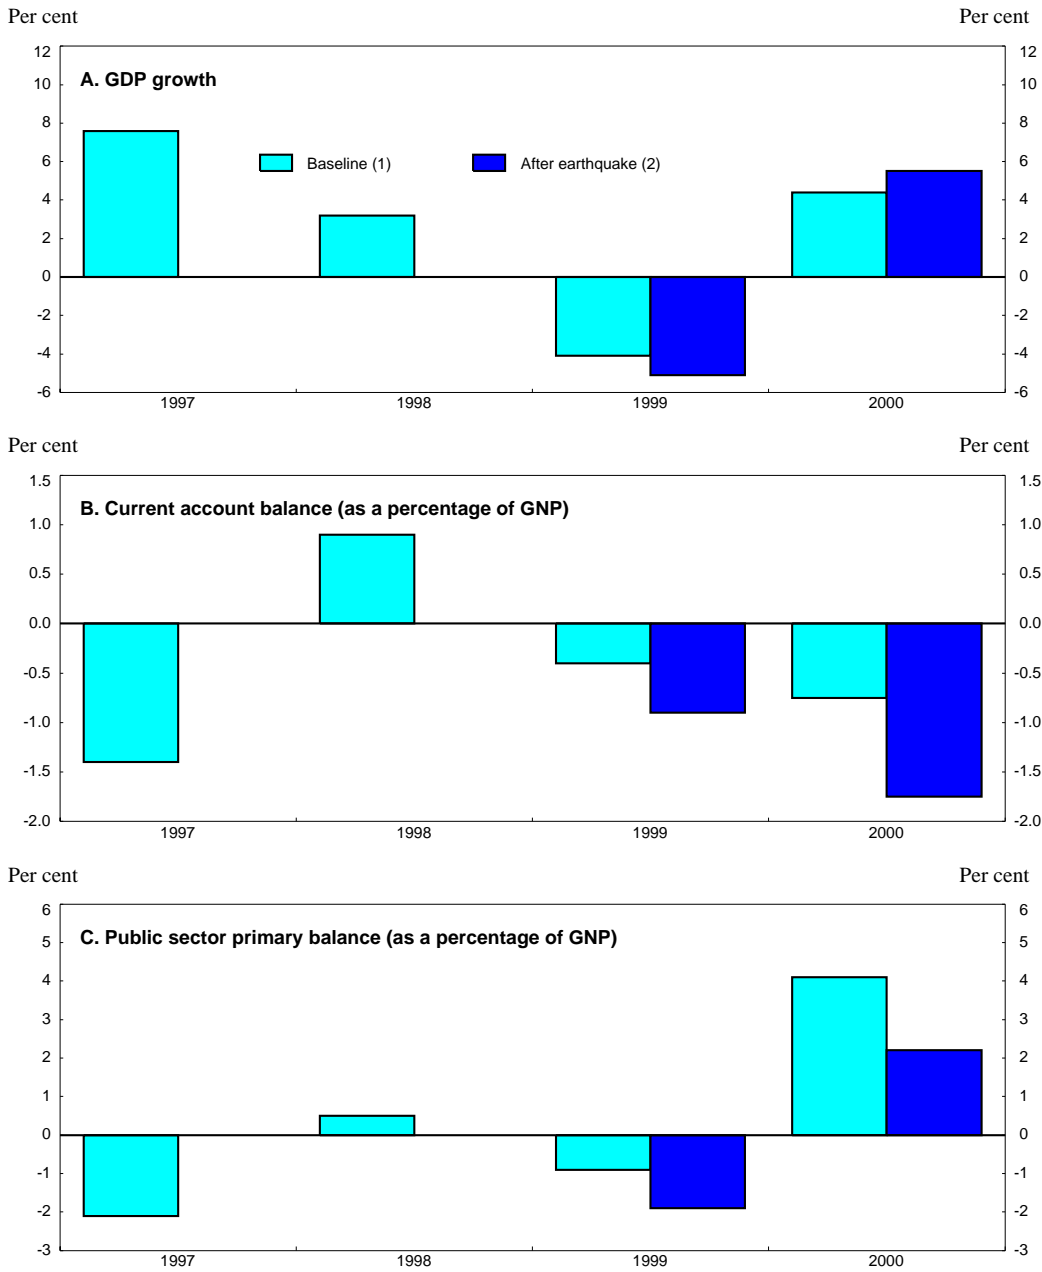 Per cent Per cent
12 12
A. GDP growth
10 10
8 8
Baseline (1) After earthquake (2)
6 6
4 4
2 2
0 0
-2 -2
-4 -4
-6 -6
1997 1998 1999 2000
Per cent Per cent
1.5 1.5
B. Current account balance (as a percentage of GNP)
1.0 1.0
0.5 0.5
0.0 0.0
-0.5 -0.5
-1.0 -1.0
-1.5 -1.5
-2.0 -2.0
1997 1998 1999 2000
Per cent Per cent
6 6
C. Public sector primary balance (as a percentage of GNP)
5 5
4 4
3 3
2 2
1 1
0 0
-1 -1
-2 -2
-3 -3
1997 1998 1999 2000